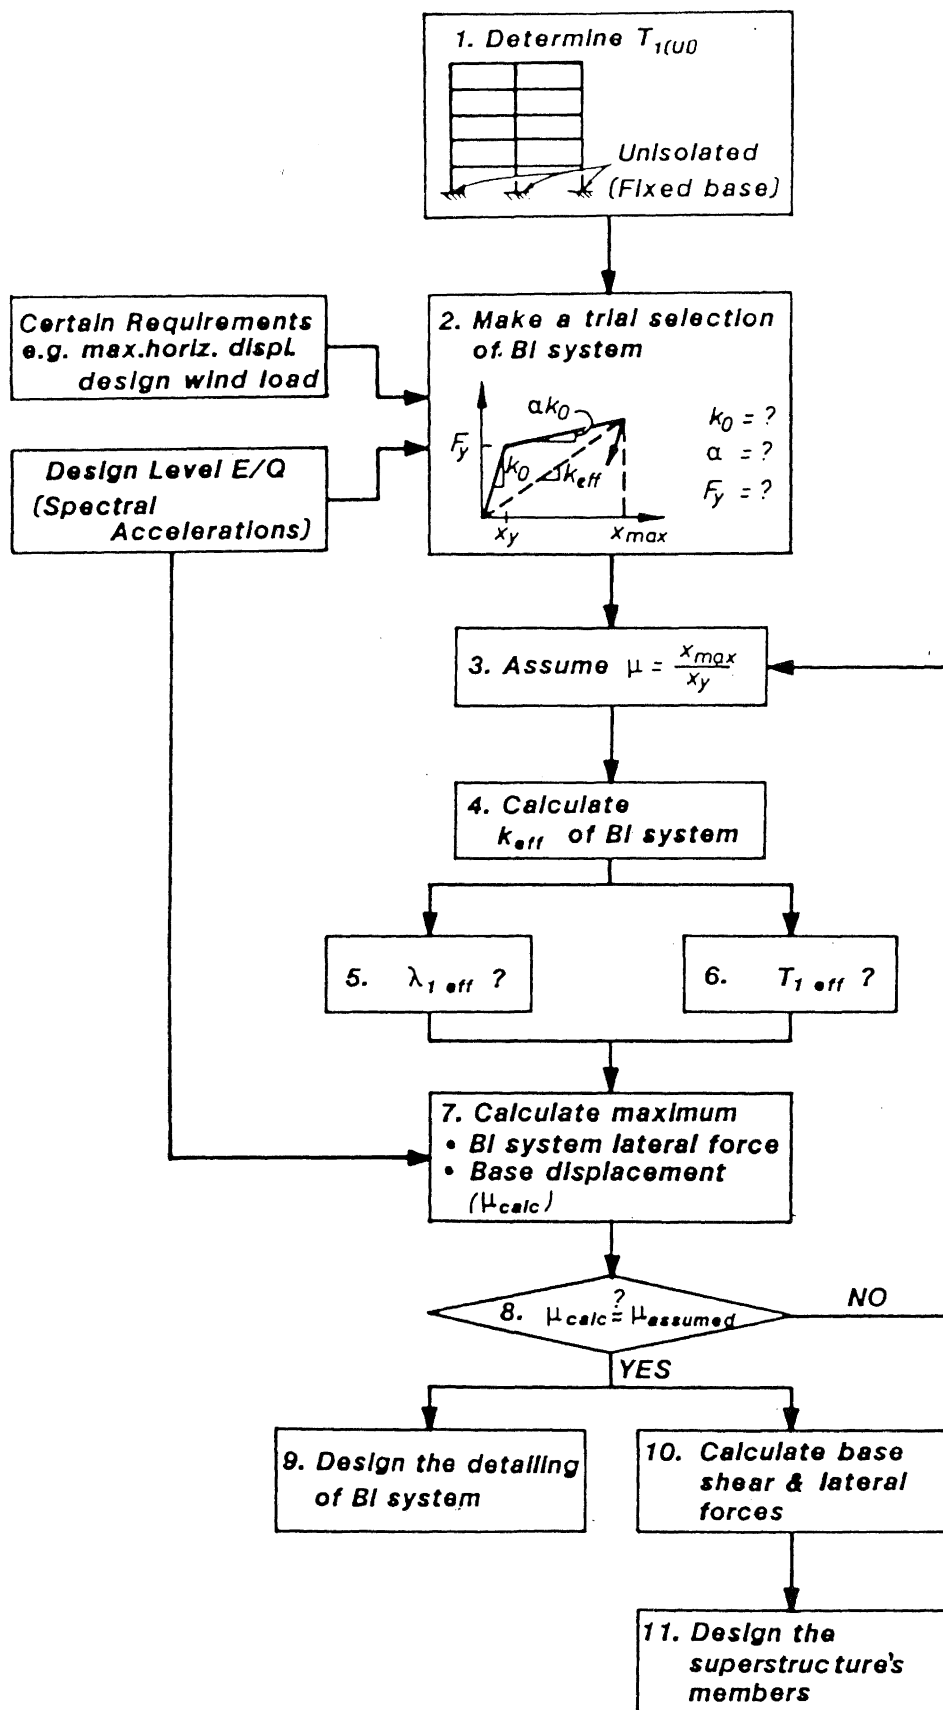 1. Determine T1(UI)
Unisolated
(Fixed base)
Certain Requirements
e.g. max.horiz. displ.
design wind load
Design Level E/Q
(Spectral
Accelerations)
2. Make a trial selection
of BI system
αk0
Fy
k0
keff
xy
xmax
k0 = ?
α = ?
Fy = ?
3. Assume μ = xmax/xy
4. Calculate
keff of BI system
5. λ1 eff ?
6. T1 eff ?
7. Calculate maximum
• BI system lateral force
• Base displacement
(μcalc)
8. μcalc ?= μassumed
NO
YES
9. Design the detailing
of BI system
10. Calculate base
shear & lateral
forces
11. Design the
superstructure's
members